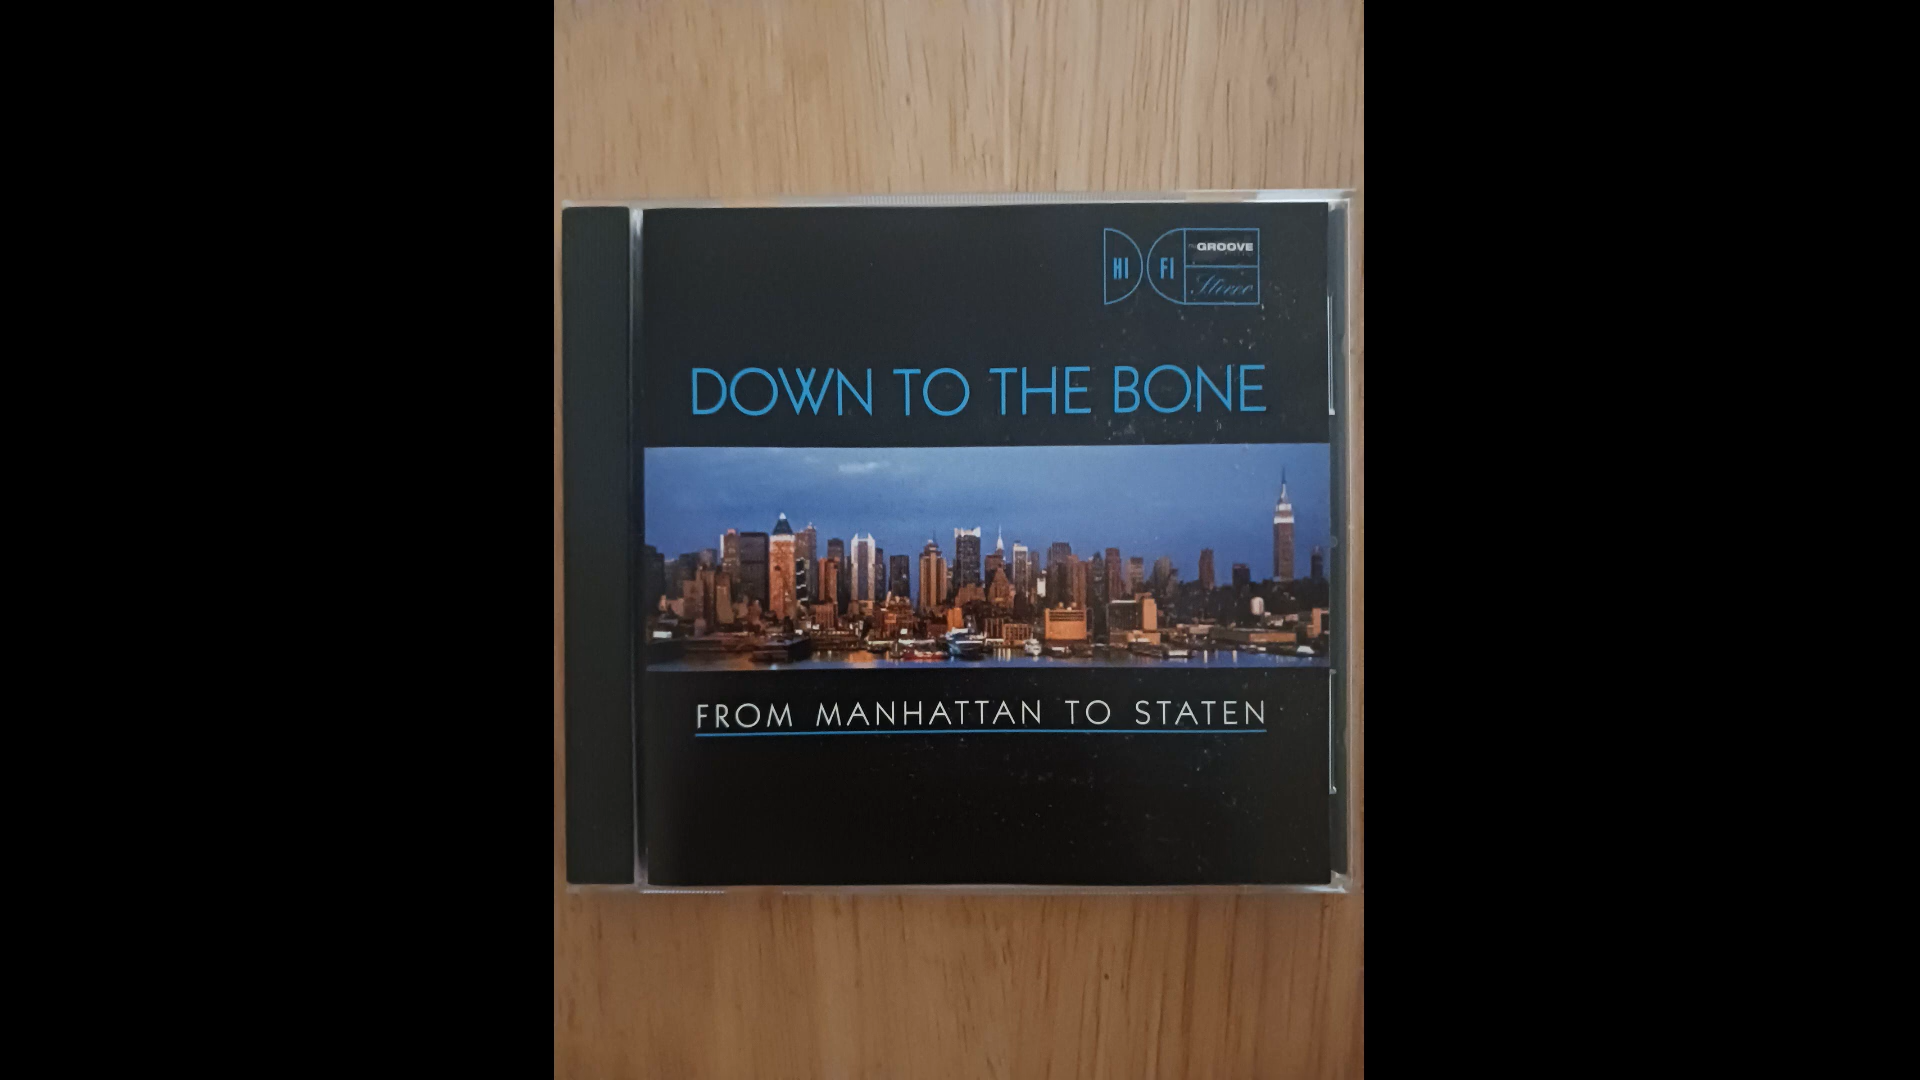 HI FI
GROOVE
Stereo
DOWN TO THE BONE
FROM MANHATTAN TO STATEN